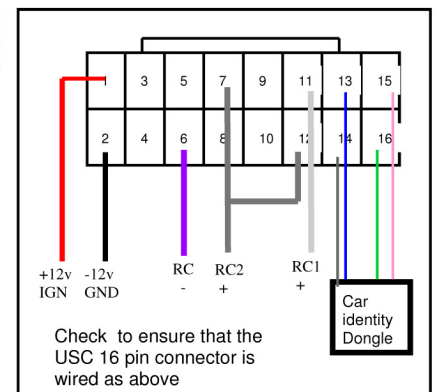 1 3 5 7 9 11 13 15
2 4 6 8 10 12 14 16
+12v -12v RC RC2 RC1
IGN GND - + +
Car
identity
Dongle
Check to ensure that the
USC 16 pin connector is
wired as above